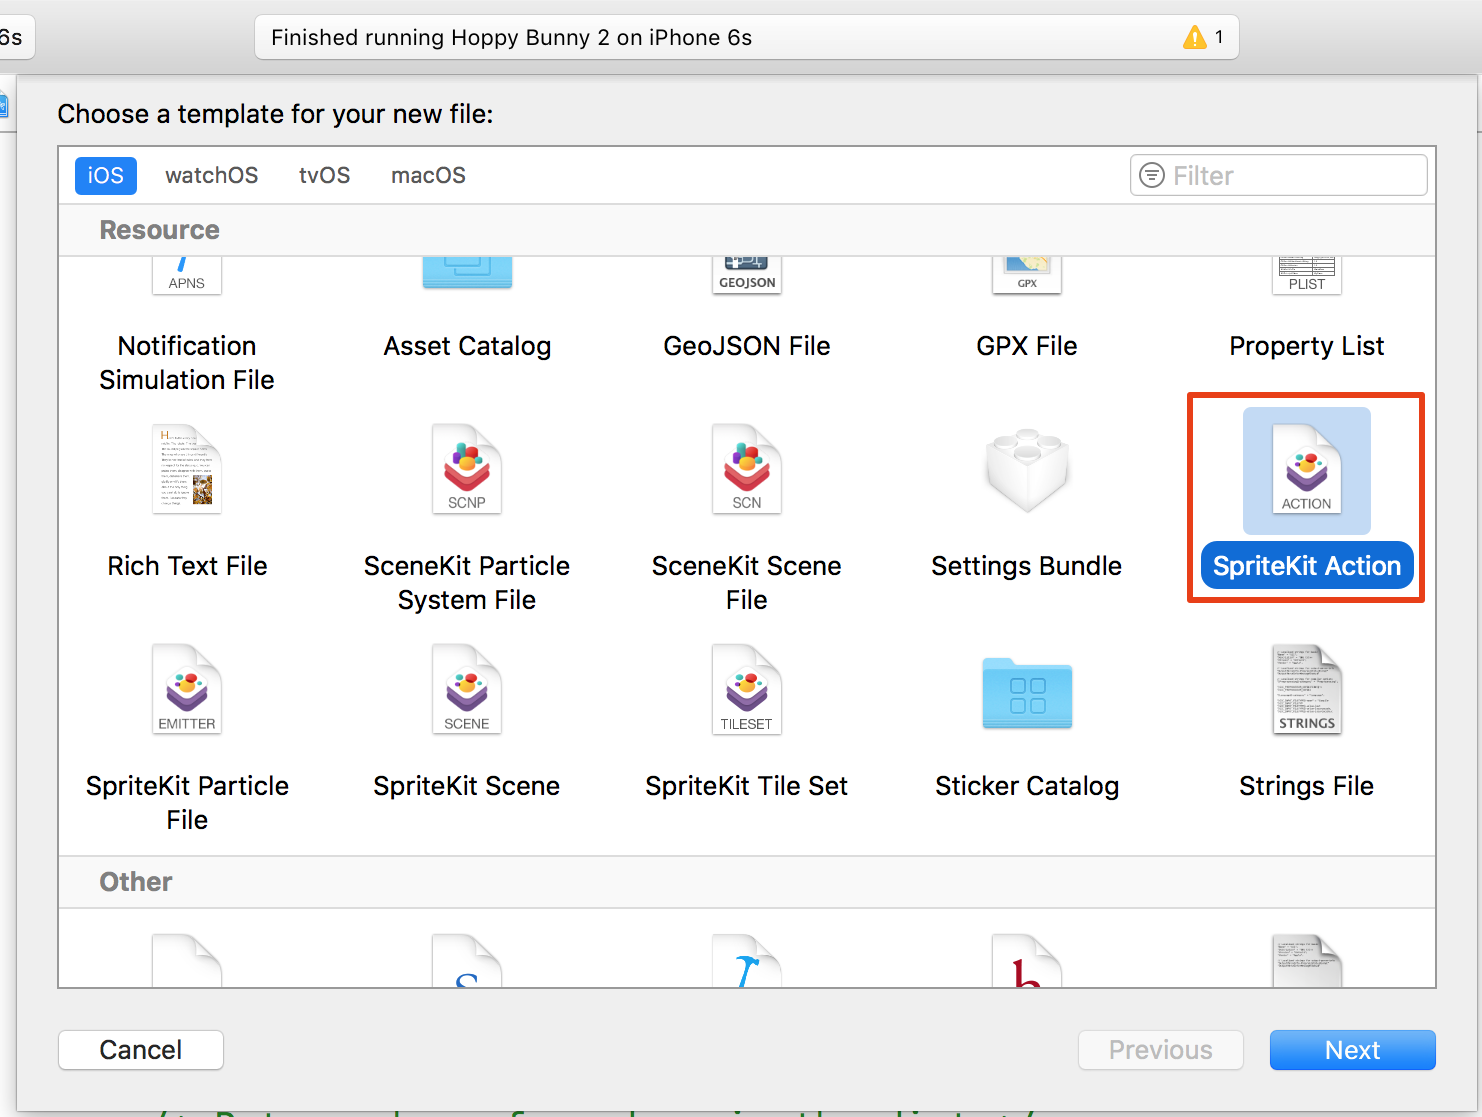 6s
Finished running Hoppy Bunny 2 on iPhone 6s
1
Choose a template for your new file:
iOS watchOS tvOS macOS
Filter
Resource
APNS
GEOJSON
GPX
PLIST
Notification
Simulation File
Asset Catalog
GeoJSON File
GPX File
Property List
SCNP
SCN
ACTION
Rich Text File
SceneKit Particle
System File
SceneKit Scene
File
Settings Bundle
SpriteKit Action
EMITTER
SCENE
TILESET
STRINGS
SpriteKit Particle
File
SpriteKit Scene
SpriteKit Tile Set
Sticker Catalog
Strings File
Other
Cancel
Previous
Next